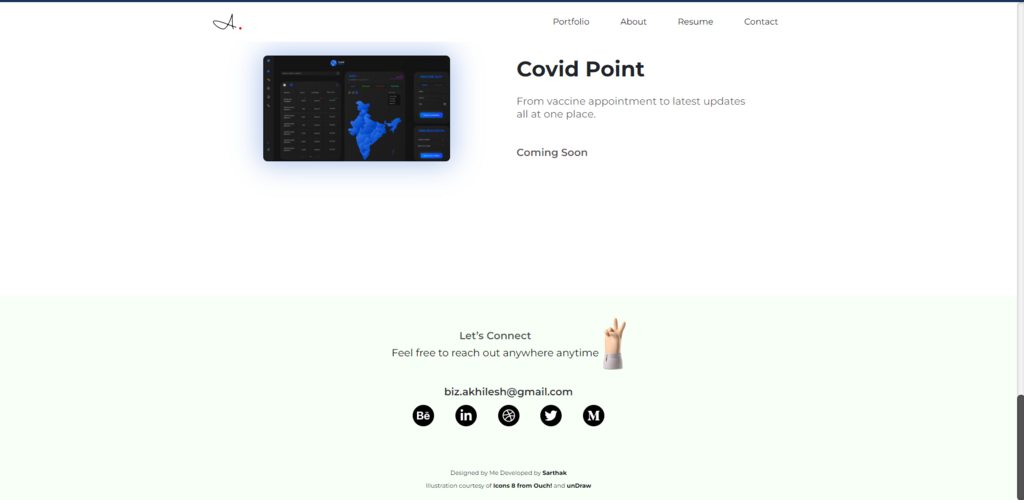 A.
Portfolio
About
Resume
Contact
Covid Point
From vaccine appointment to latest updates
all at one place.
Coming Soon
Let’s Connect
Feel free to reach out anywhere anytime
biz.akhilesh@gmail.com
Bē
in
M
Designed by Me Developed by Sarthak
Illustration courtesy of Icons 8 from Ouch! and unDraw